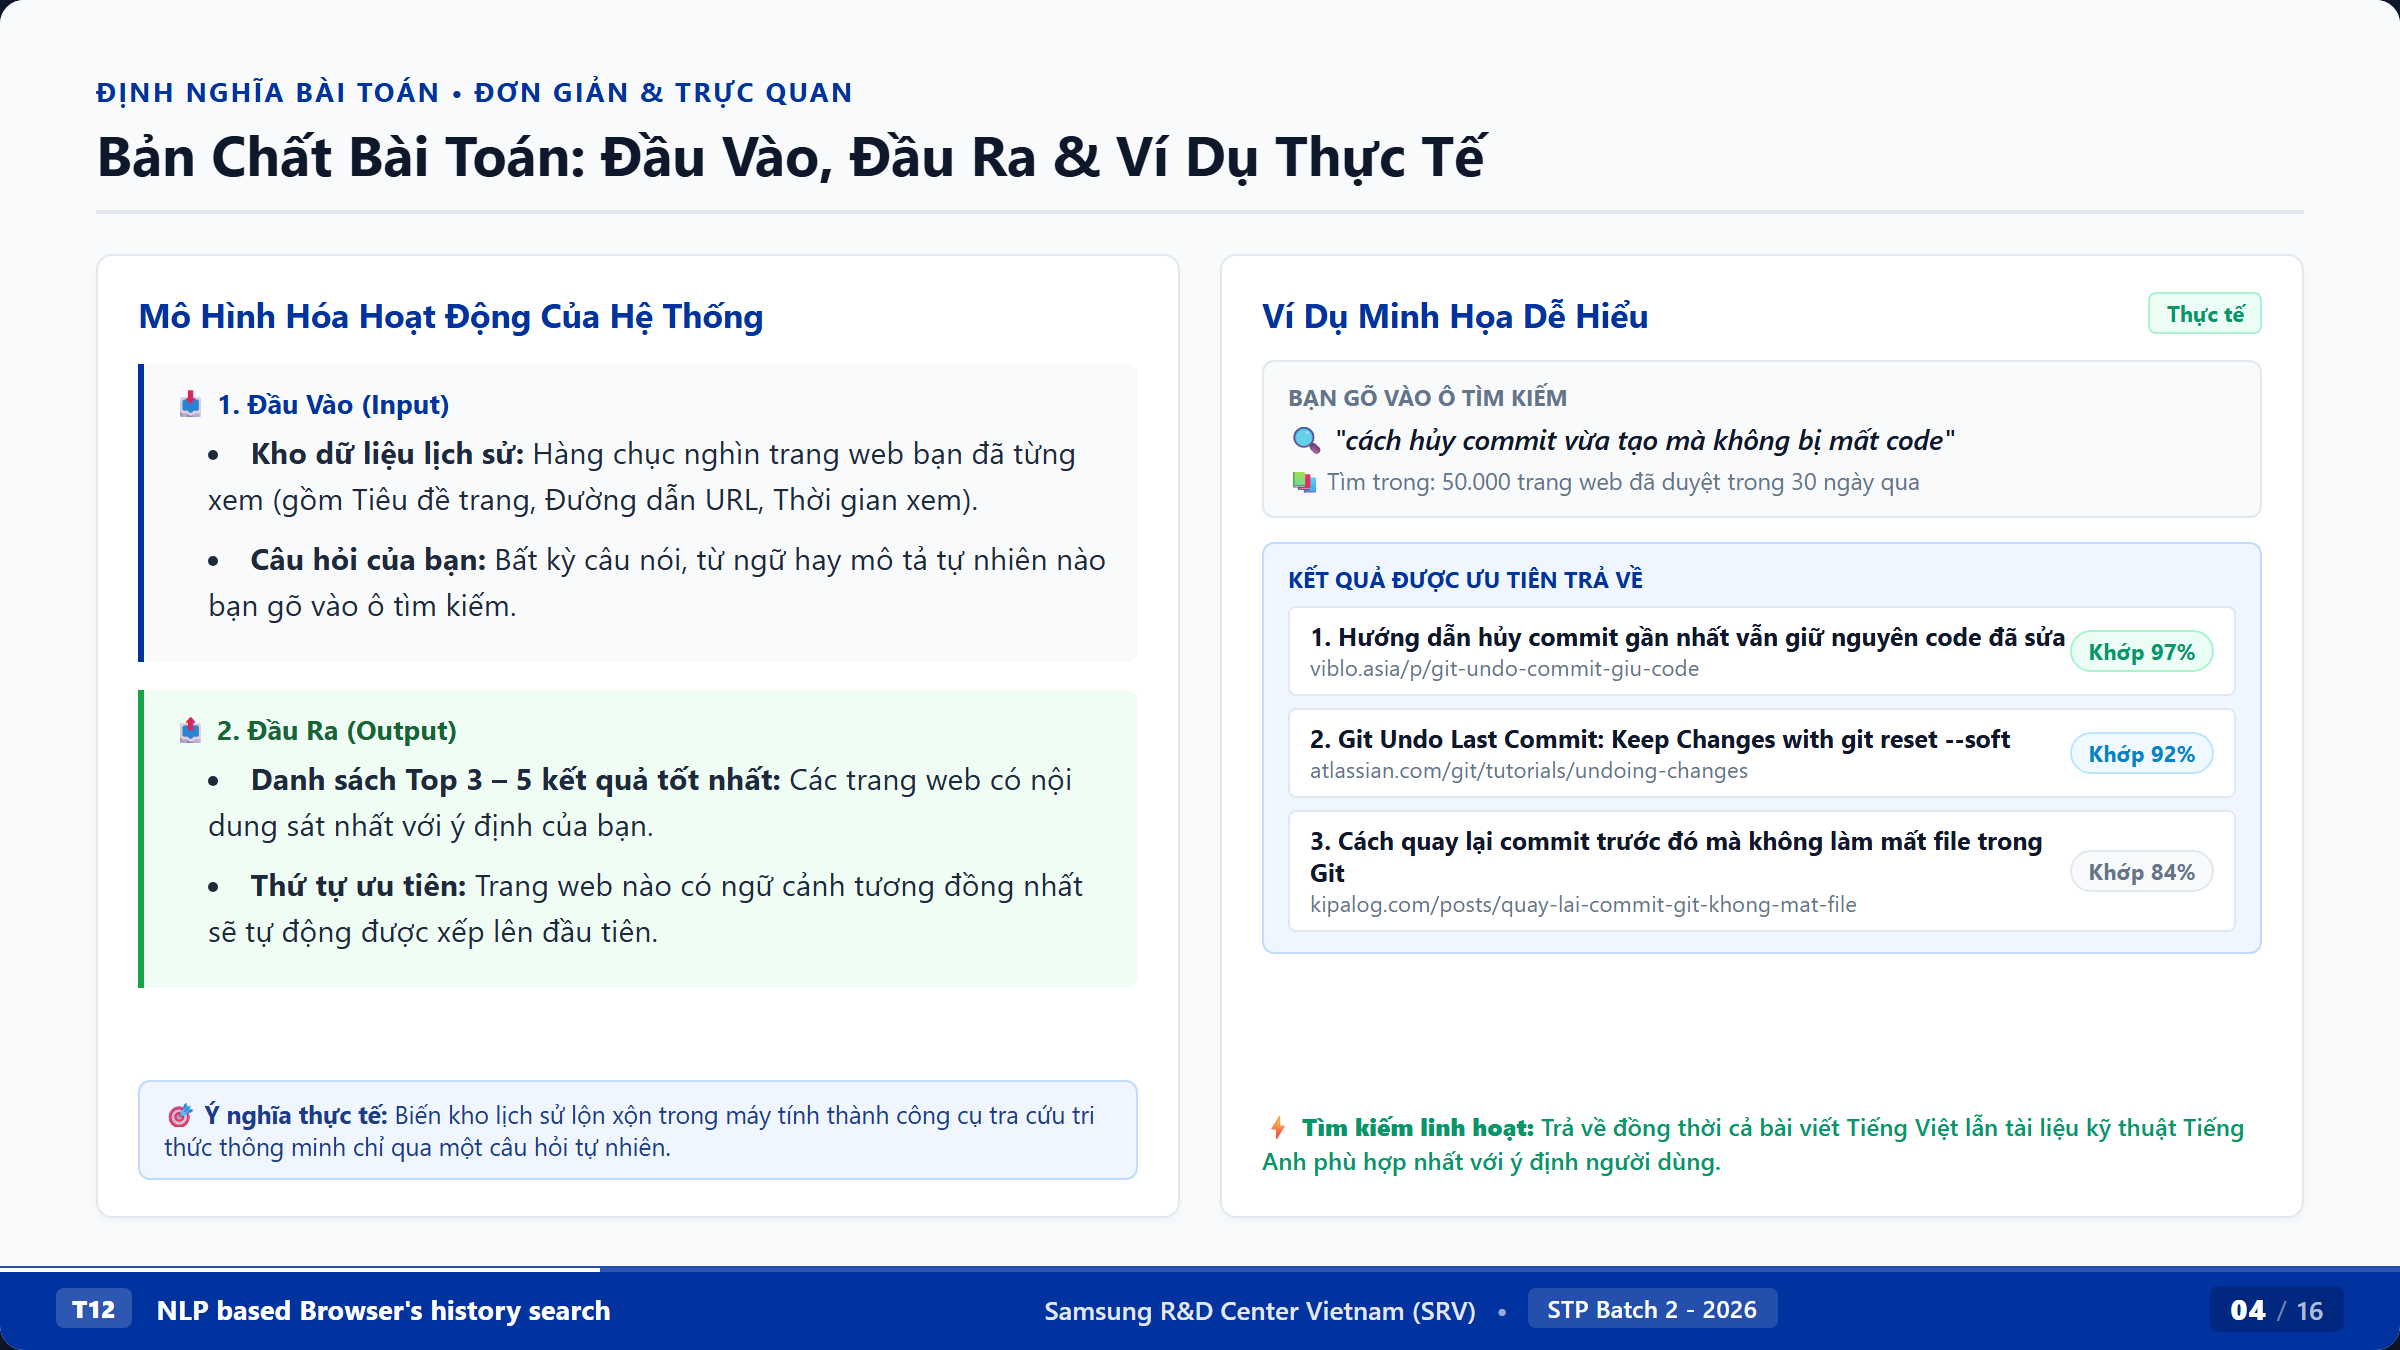 ĐỊNH NGHĨA BÀI TOÁN • ĐƠN GIẢN & TRỰC QUAN
Bản Chất Bài Toán: Đầu Vào, Đầu Ra & Ví Dụ Thực Tế
Mô Hình Hóa Hoạt Động Của Hệ Thống
1. Đầu Vào (Input)
• Kho dữ liệu lịch sử: Hàng chục nghìn trang web bạn đã từng
xem (gồm Tiêu đề trang, Đường dẫn URL, Thời gian xem).
• Câu hỏi của bạn: Bất kỳ câu nói, từ ngữ hay mô tả tự nhiên nào
bạn gõ vào ô tìm kiếm.
2. Đầu Ra (Output)
• Danh sách Top 3 – 5 kết quả tốt nhất: Các trang web có nội
dung sát nhất với ý định của bạn.
• Thứ tự ưu tiên: Trang web nào có ngữ cảnh tương đồng nhất
sẽ tự động được xếp lên đầu tiên.
Ý nghĩa thực tế: Biến kho lịch sử lộn xộn trong máy tính thành công cụ tra cứu tri
thức thông minh chỉ qua một câu hỏi tự nhiên.
Ví Dụ Minh Họa Dễ Hiểu
Thực tế
BẠN GÕ VÀO Ô TÌM KIẾM
"cách hủy commit vừa tạo mà không bị mất code"
Tìm trong: 50.000 trang web đã duyệt trong 30 ngày qua
KẾT QUẢ ĐƯỢC ƯU TIÊN TRẢ VỀ
1. Hướng dẫn hủy commit gần nhất vẫn giữ nguyên code đã sửa
viblo.asia/p/git-undo-commit-giu-code
Khớp 97%
2. Git Undo Last Commit: Keep Changes with git reset --soft
atlassian.com/git/tutorials/undoing-changes
Khớp 92%
3. Cách quay lại commit trước đó mà không làm mất file trong
Git
kipalog.com/posts/quay-lai-commit-git-khong-mat-file
Khớp 84%
Tìm kiếm linh hoạt: Trả về đồng thời cả bài viết Tiếng Việt lẫn tài liệu kỹ thuật Tiếng
Anh phù hợp nhất với ý định người dùng.
T12 NLP based Browser's history search
Samsung R&D Center Vietnam (SRV) • STP Batch 2 - 2026
04 / 16